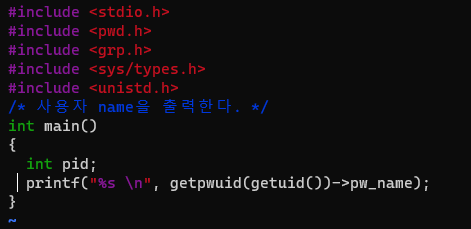 #include <stdio.h>
#include <pwd.h>
#include <grp.h>
#include <sys/types.h>
#include <unistd.h>
/* 사용자 name을 출력한다. */
int main()
{
  int pid;
  printf("%s \n", getpwuid(getuid())->pw_name);
}
~